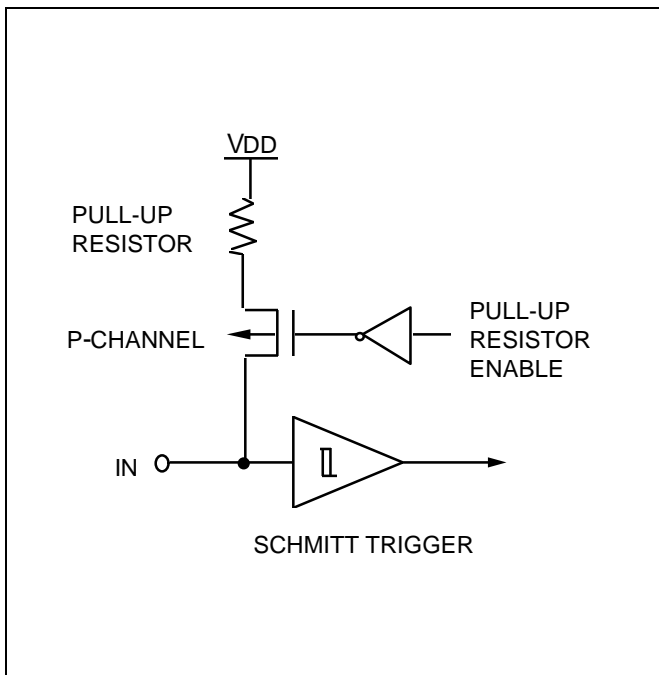 VDD
PULL-UP
RESISTOR
P-CHANNEL
PULL-UP
RESISTOR
ENABLE
IN
SCHMITT TRIGGER